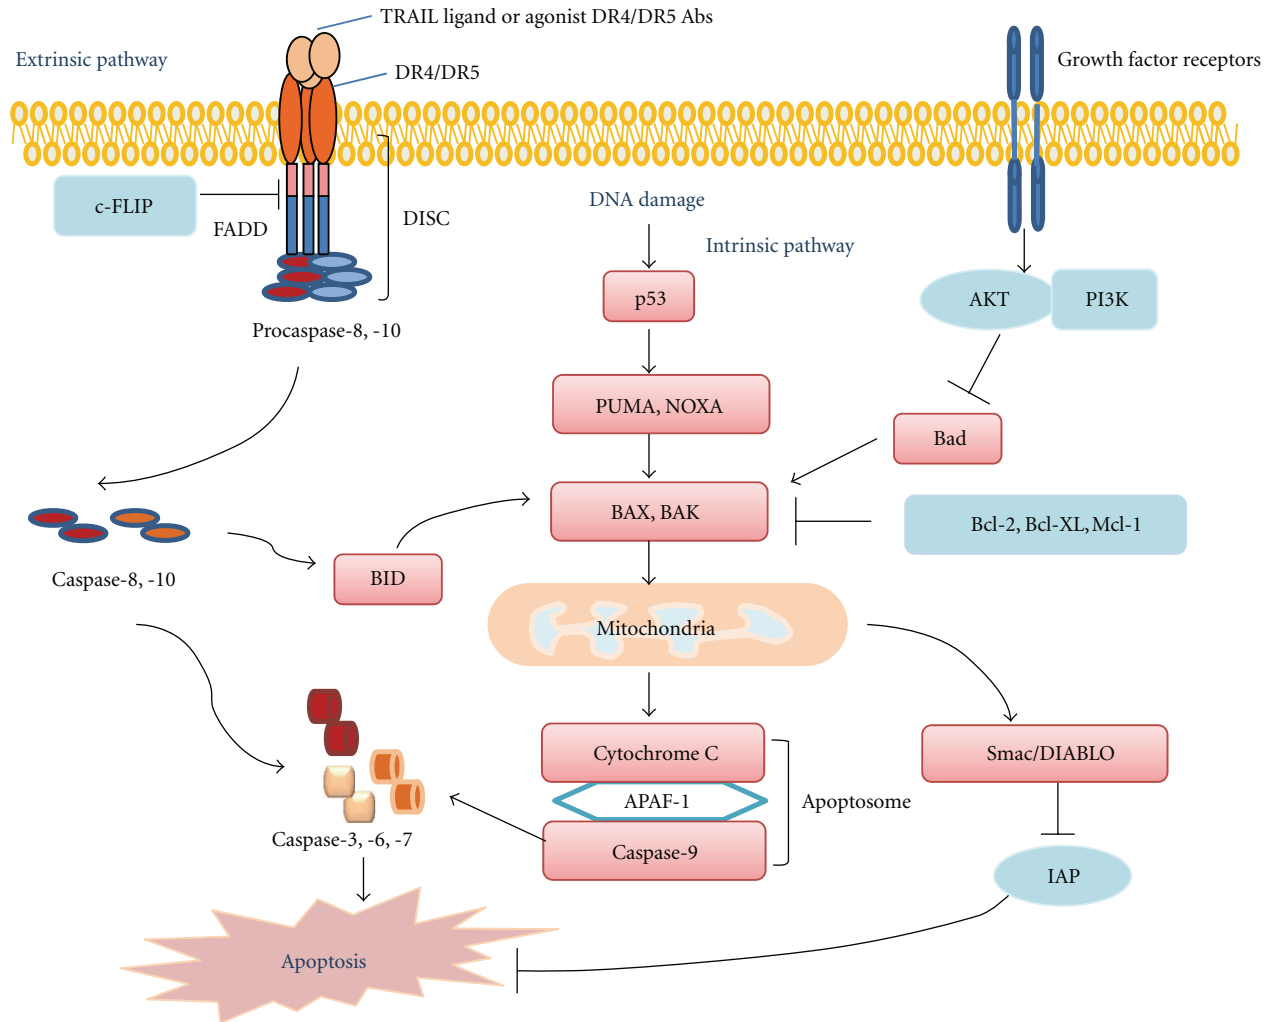 TRAIL ligand or agonist DR4/DR5 Abs
Extrinsic pathway
DR4/DR5
Growth factor receptors
c-FLIP
FADD
DISC
DNA damage
Intrinsic pathway
p53
AKT
PI3K
Procaspase-8, -10
PUMA, NOXA
Bad
BAX, BAK
Bcl-2, Bcl-XL, Mcl-1
Caspase-8, -10
BID
Mitochondria
Cytochrome C
Smac/DIABLO
APAF-1
Apoptosome
Caspase-3, -6, -7
Caspase-9
IAP
Apoptosis